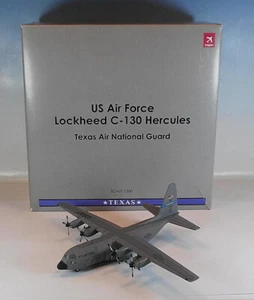 US Air Force
Lockheed C-130 Hercules
Texas Air National Guard
TEXAS